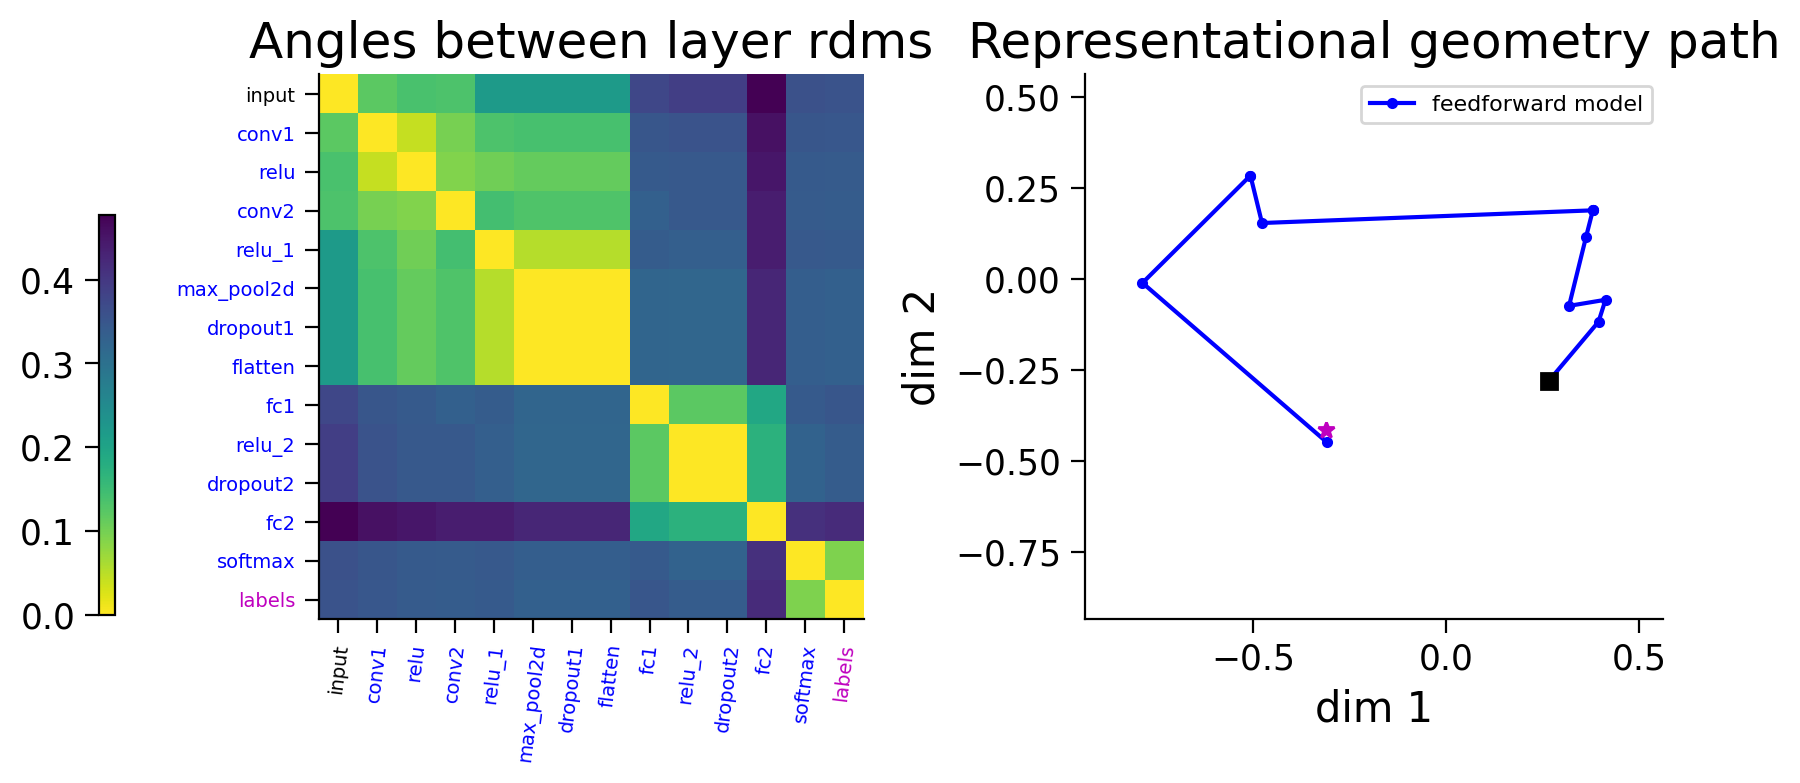 Angles between layer rdms
Representational geometry path
input
conv1
relu
conv2
relu_1
max_pool2d
dropout1
flatten
fc1
relu_2
dropout2
fc2
softmax
labels
0.4
0.3
0.2
0.1
0.0
input
conv1
relu
conv2
relu_1
max_pool2d
dropout1
flatten
fc1
relu_2
dropout2
fc2
softmax
labels
feedforward model
0.50
0.25
0.00
−0.25
−0.50
−0.75
dim 2
−0.5
0.0
0.5
dim 1